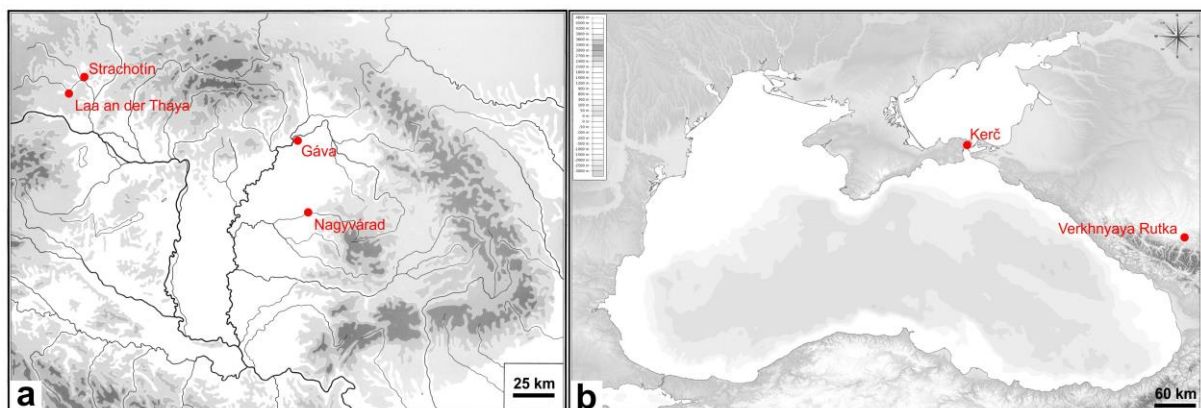 Strachotin
Laa an der Thaya
Gáva
Nagyvárad
25 km
a
Kerč
Verkhnyaya Rutka
60 km
b